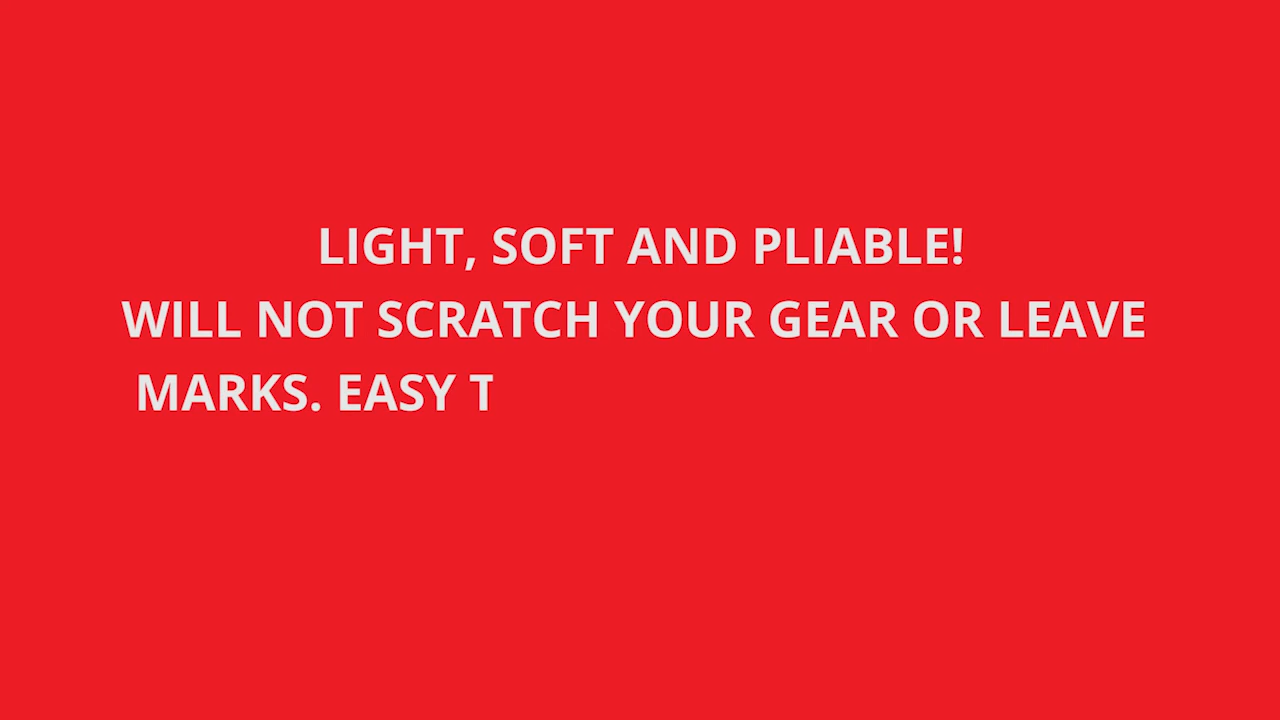 LIGHT, SOFT AND PLIABLE!
WILL NOT SCRATCH YOUR GEAR OR LEAVE
MARKS. EASY T